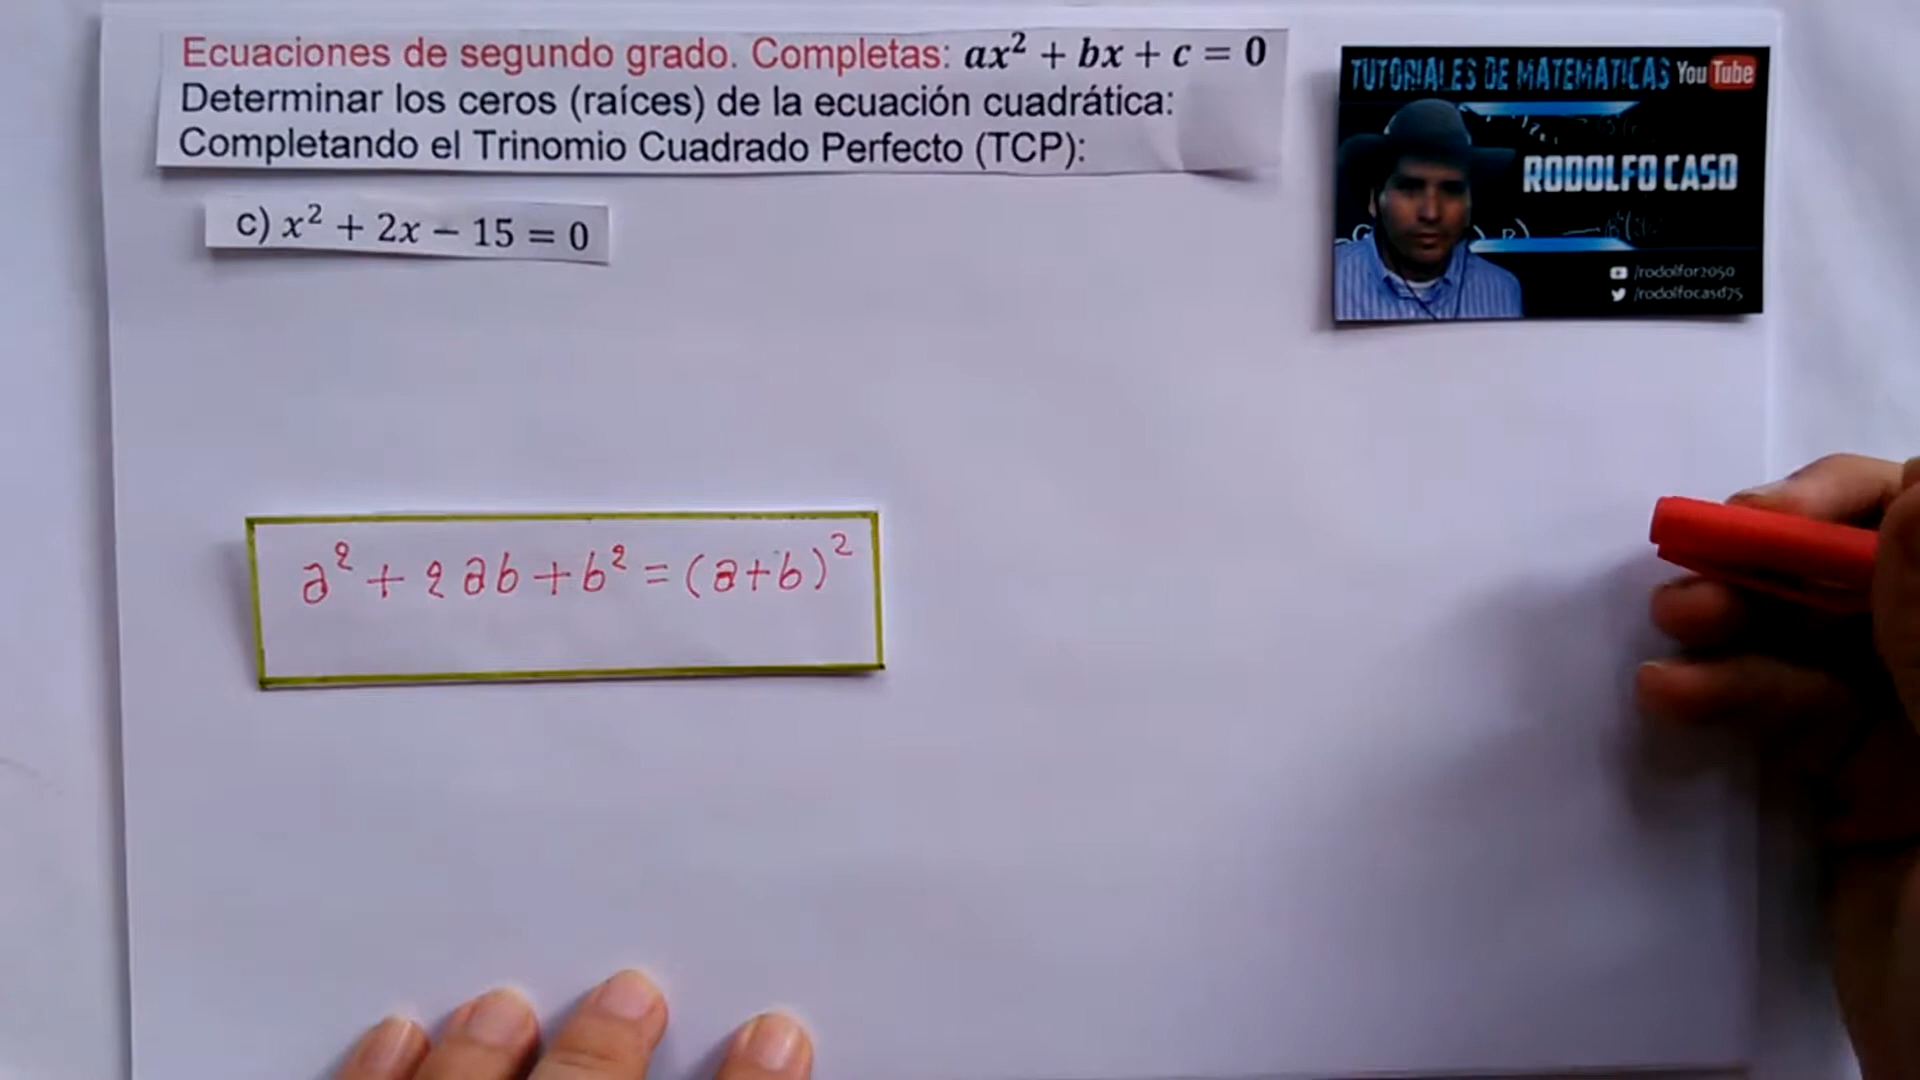 Ecuaciones de segundo grado. Completas: ax² + bx + c = 0
Determinar los ceros (raíces) de la ecuación cuadrática:
Completando el Trinomio Cuadrado Perfecto (TCP):
c) x² + 2x − 15 = 0
TUTORIALES DE MATEMATICAS YouTube
RODOLFO CASO
/rodolfor2050
/rodolfocasd75
a² + 2ab + b² = (a+b)²